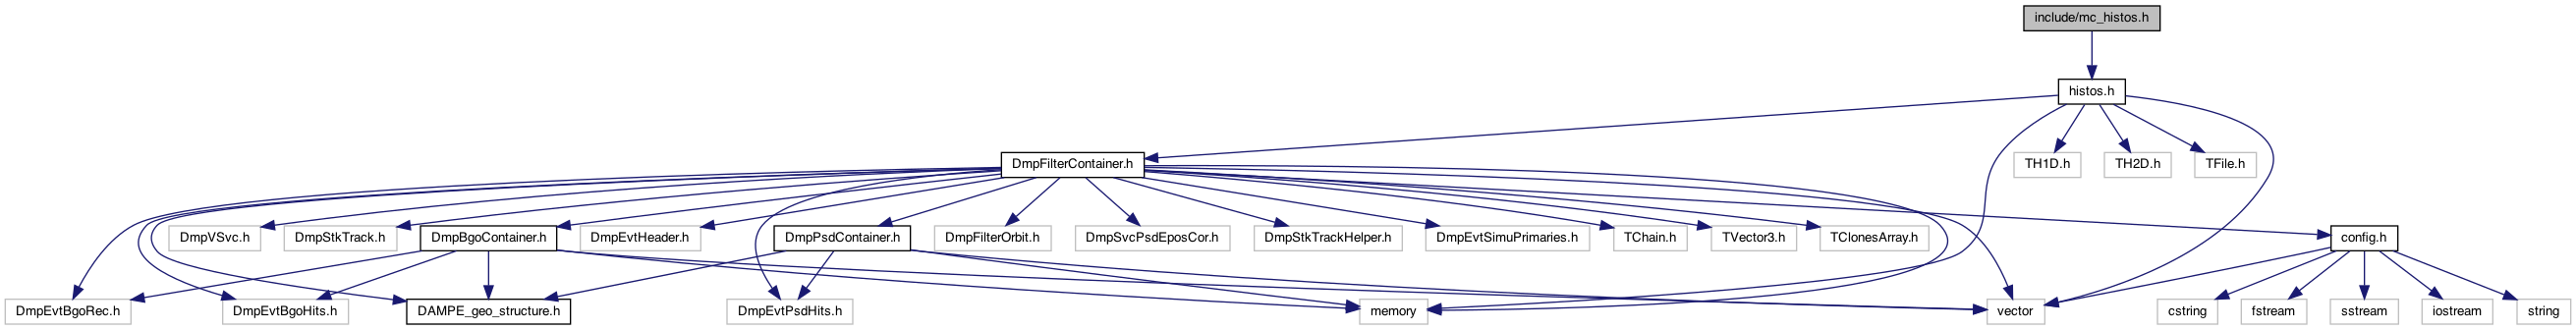 include/mc_histos.h
histos.h
DmpFilterContainer.h
TH1D.h
TH2D.h
TFile.h
DmpVSvc.h
DmpStkTrack.h
DmpBgoContainer.h
DmpEvtHeader.h
DmpPsdContainer.h
DmpFilterOrbit.h
DmpSvcPsdEposCor.h
DmpStkTrackHelper.h
DmpEvtSimuPrimaries.h
TChain.h
TVector3.h
TClonesArray.h
config.h
DmpEvtBgoRec.h
DmpEvtBgoHits.h
DAMPE_geo_structure.h
DmpEvtPsdHits.h
memory
vector
cstring
fstream
sstream
iostream
string